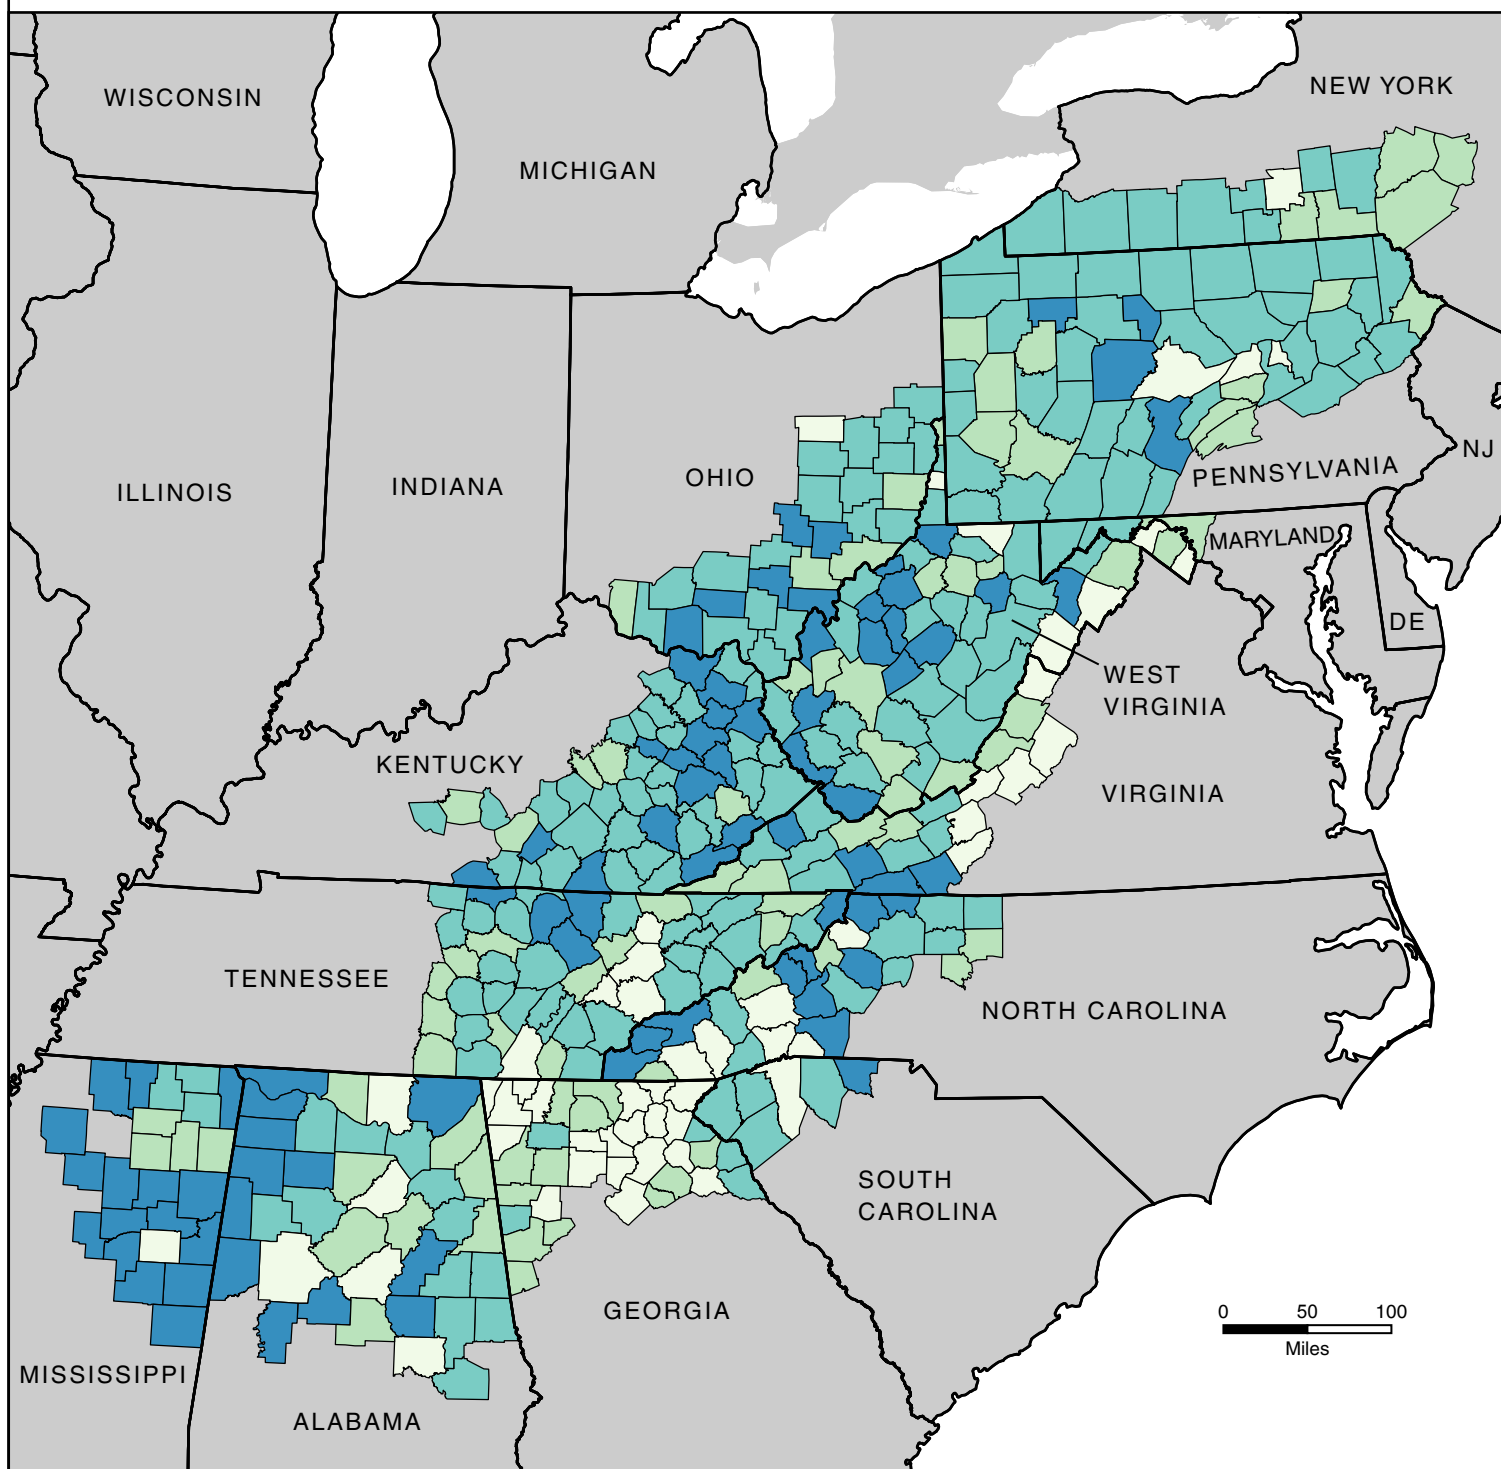 NEW YORK
WISCONSIN
MICHIGAN
PENNSYLVANIA
NJ
OHIO
INDIANA
ILLINOIS
MARYLAND
DE
WEST
VIRGINIA
KENTUCKY
VIRGINIA
TENNESSEE
NORTH CAROLINA
SOUTH
CAROLINA
GEORGIA
0 50 100
Miles
MISSISSIPPI
ALABAMA